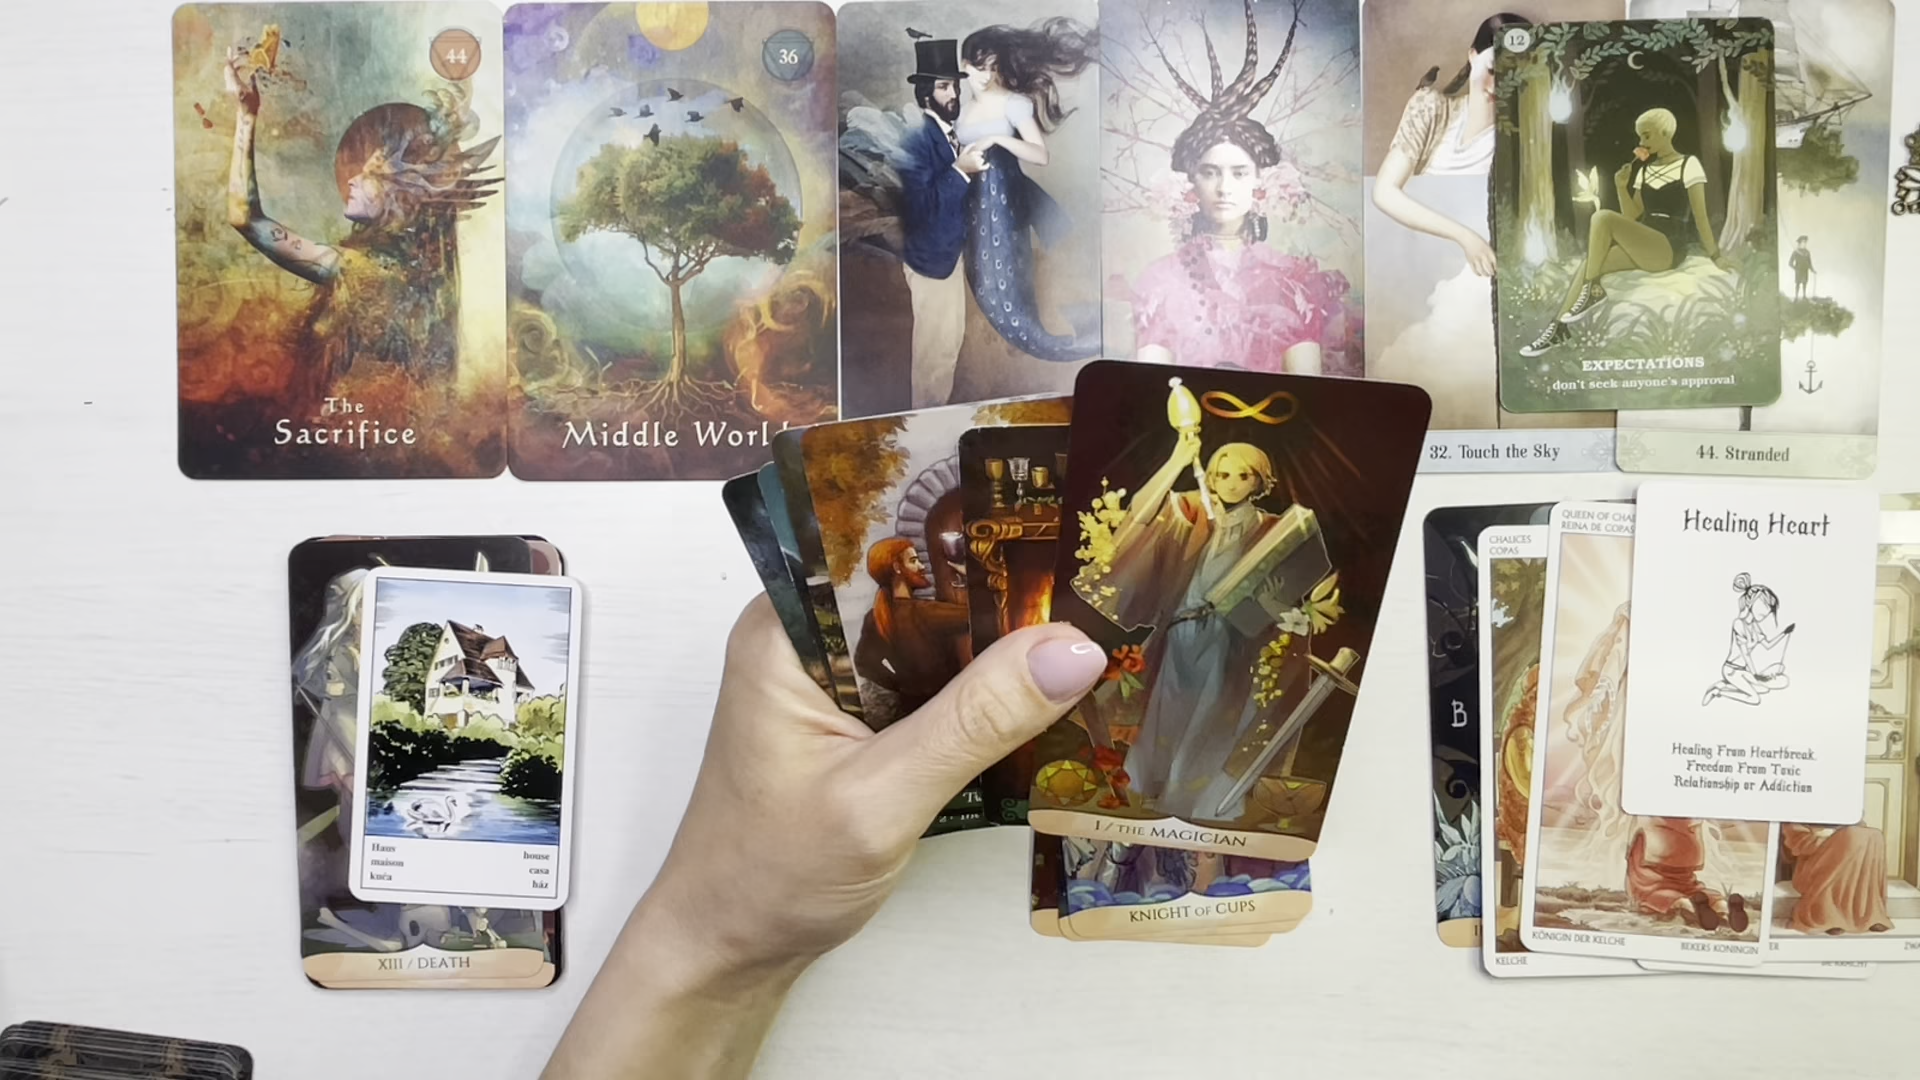 44
The
Sacrifice
36
Middle World
12
EXPECTATIONS
don't seek anyone's approval
32. Touch the Sky
44. Stranded
Haus
maison
kuća
house
casa
ház
XIII / DEATH
I / THE MAGICIAN
KNIGHT OF CUPS
B
CHALICES
COPAS
KELCHE
QUEEN OF CHA
REINA DE COPAS
KÖNIGIN DER KELCHE
BEKERS KONINGIN
Healing Heart
Healing From Heartbreak.
Freedom From Toxic
Relationship or Addiction